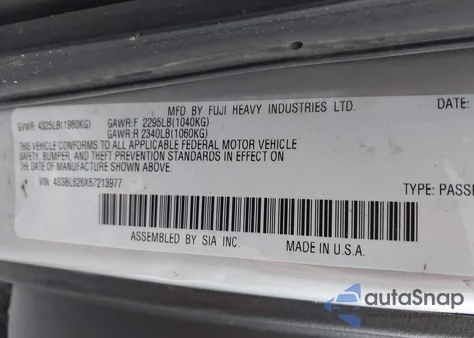 MFD BY FUJI HEAVY INDUSTRIES LTD. DATE:
GVWR: 4325LB(1960KG) GAWR:F 2295LB(1040KG)
GAWR:R 2340LB(1060KG)
THIS VEHICLE CONFORMS TO ALL APPLICABLE FEDERAL MOTOR VEHICLE
SAFETY, BUMPER, AND THEFT PREVENTION STANDARDS IN EFFECT ON
THE DATE OF MANUFACTURE SHOWN ABOVE.
VIN 4S3BL626X67213977 TYPE: PASSE
ASSEMBLED BY SIA INC. MADE IN U.S.A.
autoSnap